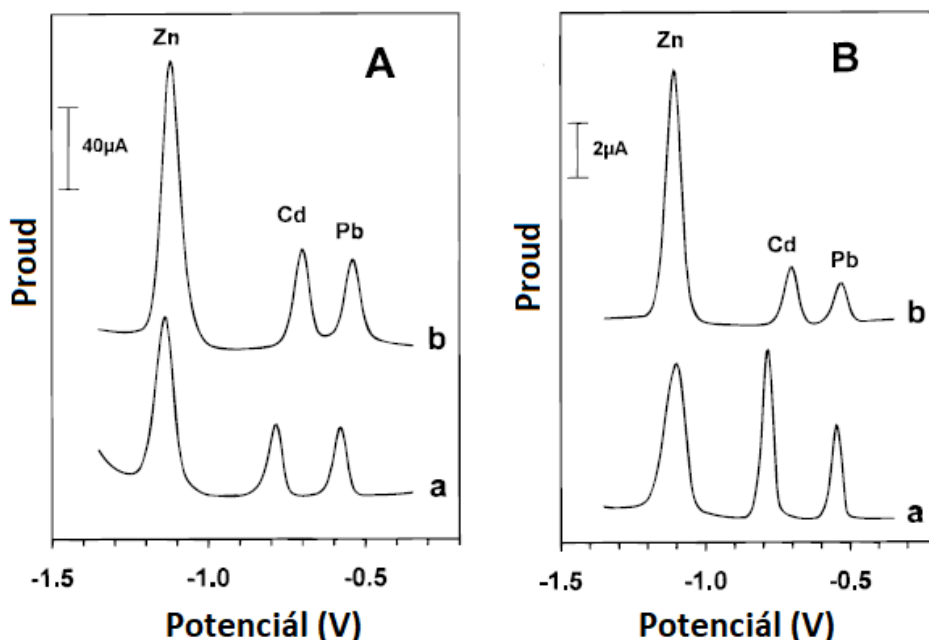 Zn
A
40µA
Cd
Pb
Proud
b
a
-1.5
-1.0
-0.5
Potenciál (V)
Zn
B
2µA
Cd
Pb
Proud
b
a
-1.5
-1.0
-0.5
Potenciál (V)